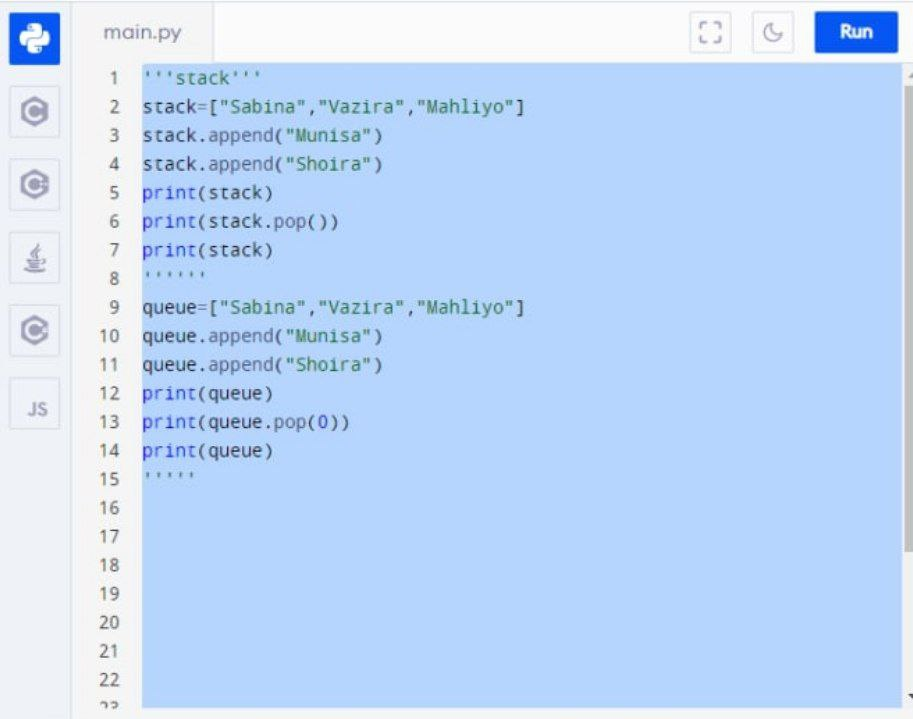 main.py
Run
1 '''stack'''
2 stack=["Sabina","Vazira","Mahliyo"]
3 stack.append("Munisa")
4 stack.append("Shoira")
5 print(stack)
6 print(stack.pop())
7 print(stack)
8 ''''''
9 queue=["Sabina","Vazira","Mahliyo"]
10 queue.append("Munisa")
11 queue.append("Shoira")
12 print(queue)
13 print(queue.pop(0))
14 print(queue)
15 '''''
16
17
18
19
20
21
22
23
JS